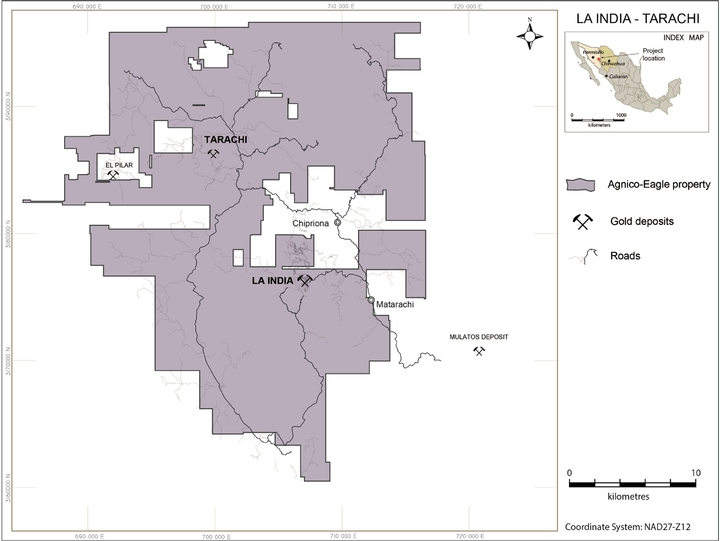 690 000 E
700 000 E
710 000 E
720 000 E
LA INDIA - TARACHI
INDEX MAP
Hermosillo
Project
location
Chihuahua
Culiacan
0
1000
kilometers
N
TARACHI
EL PILAR
Agnico-Eagle property
Gold deposits
Chipriona
Roads
LA INDIA
Matarachi
MULATOS DEPOSIT
0
10
kilometres
Coordinate System: NAD27-Z12
690 000 E
700 000 E
710 000 E
720 000 E